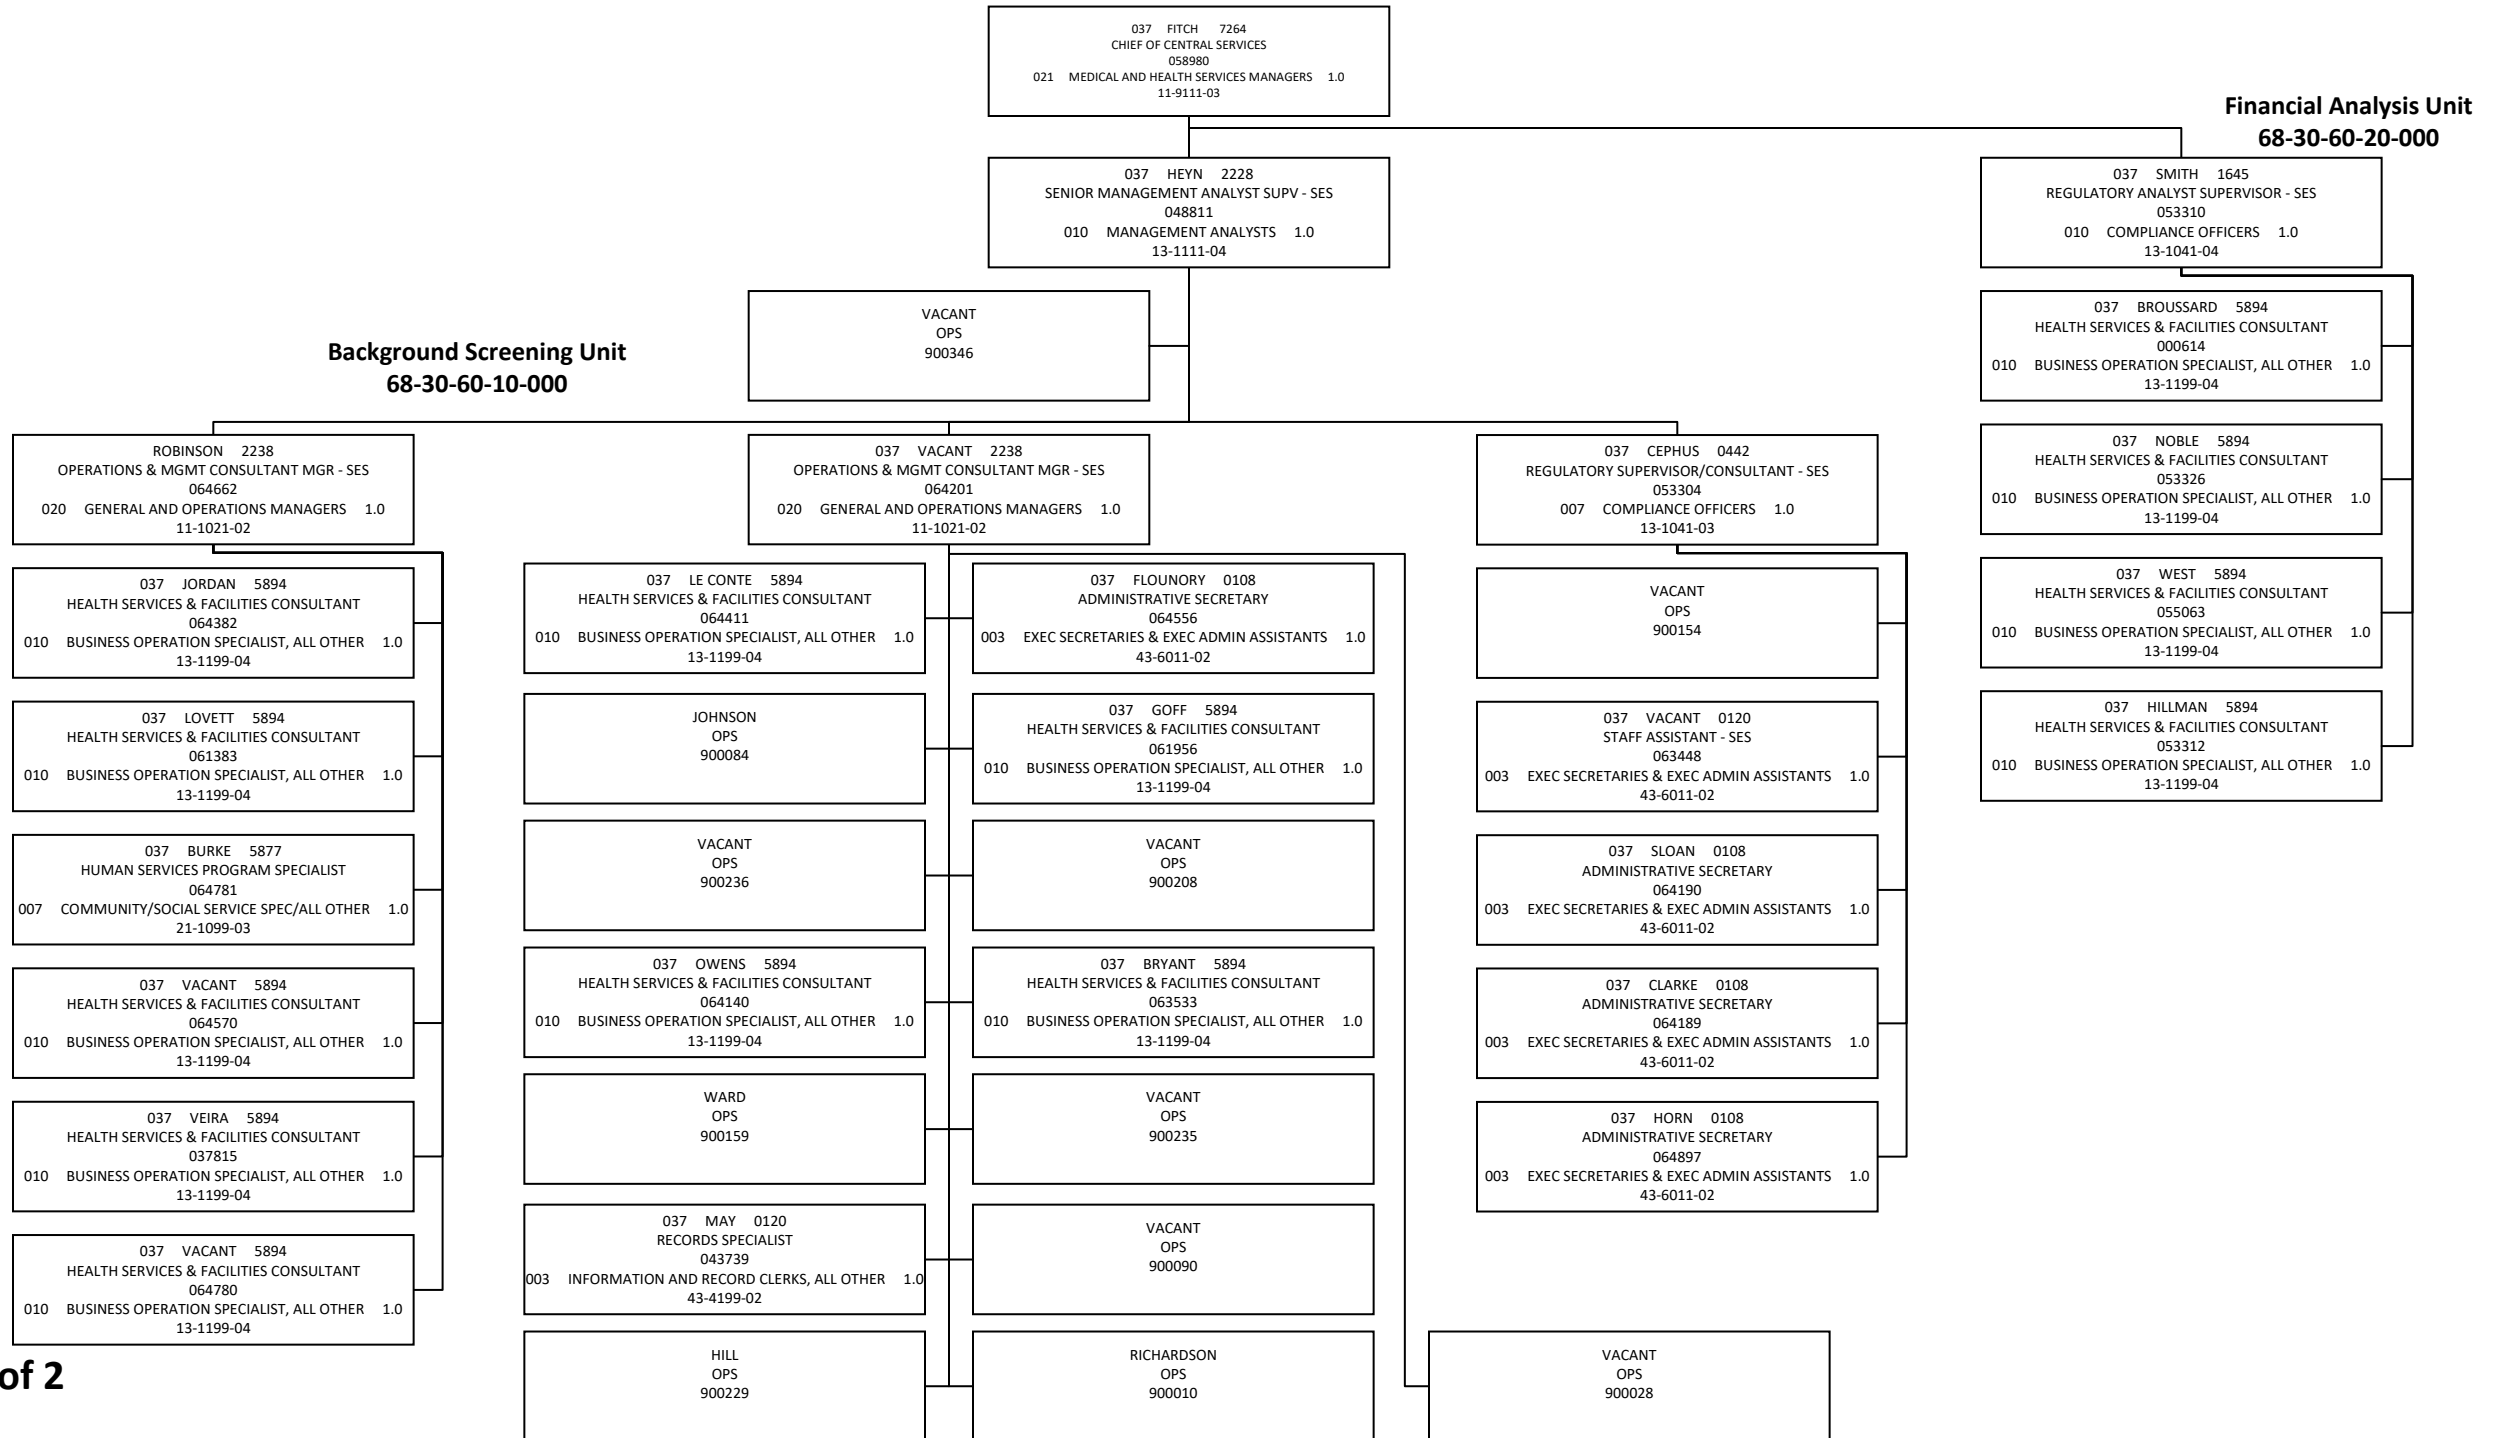 037 FITCH 7264
CHIEF OF CENTRAL SERVICES
058980
021 MEDICAL AND HEALTH SERVICES MANAGERS 1.0
11-9111-03
Financial Analysis Unit
68-30-60-20-000
037 HEYN 2228
SENIOR MANAGEMENT ANALYST SUPV - SES
048811
010 MANAGEMENT ANALYSTS 1.0
13-1111-04
037 SMITH 1645
REGULATORY ANALYST SUPERVISOR - SES
053310
010 COMPLIANCE OFFICERS 1.0
13-1041-04
VACANT
OPS
900346
037 BROUSSARD 5894
HEALTH SERVICES & FACILITIES CONSULTANT
000614
010 BUSINESS OPERATION SPECIALIST, ALL OTHER 1.0
13-1199-04
037 NOBLE 5894
HEALTH SERVICES & FACILITIES CONSULTANT
053326
010 BUSINESS OPERATION SPECIALIST, ALL OTHER 1.0
13-1199-04
037 WEST 5894
HEALTH SERVICES & FACILITIES CONSULTANT
055063
010 BUSINESS OPERATION SPECIALIST, ALL OTHER 1.0
13-1199-04
037 HILLMAN 5894
HEALTH SERVICES & FACILITIES CONSULTANT
053312
010 BUSINESS OPERATION SPECIALIST, ALL OTHER 1.0
13-1199-04
Background Screening Unit
68-30-60-10-000
ROBINSON 2238
OPERATIONS & MGMT CONSULTANT MGR - SES
064662
020 GENERAL AND OPERATIONS MANAGERS 1.0
11-1021-02
037 JORDAN 5894
HEALTH SERVICES & FACILITIES CONSULTANT
064382
010 BUSINESS OPERATION SPECIALIST, ALL OTHER 1.0
13-1199-04
037 LOVETT 5894
HEALTH SERVICES & FACILITIES CONSULTANT
061383
010 BUSINESS OPERATION SPECIALIST, ALL OTHER 1.0
13-1199-04
037 BURKE 5877
HUMAN SERVICES PROGRAM SPECIALIST
064781
007 COMMUNITY/SOCIAL SERVICE SPEC/ALL OTHER 1.0
21-1099-03
037 VACANT 5894
HEALTH SERVICES & FACILITIES CONSULTANT
064570
010 BUSINESS OPERATION SPECIALIST, ALL OTHER 1.0
13-1199-04
037 VEIRA 5894
HEALTH SERVICES & FACILITIES CONSULTANT
037815
010 BUSINESS OPERATION SPECIALIST, ALL OTHER 1.0
13-1199-04
037 VACANT 5894
HEALTH SERVICES & FACILITIES CONSULTANT
064780
010 BUSINESS OPERATION SPECIALIST, ALL OTHER 1.0
13-1199-04
037 VACANT 2238
OPERATIONS & MGMT CONSULTANT MGR - SES
064201
020 GENERAL AND OPERATIONS MANAGERS 1.0
11-1021-02
037 LE CONTE 5894
HEALTH SERVICES & FACILITIES CONSULTANT
064411
010 BUSINESS OPERATION SPECIALIST, ALL OTHER 1.0
13-1199-04
037 FLOUNORY 0108
ADMINISTRATIVE SECRETARY
064556
003 EXEC SECRETARIES & EXEC ADMIN ASSISTANTS 1.0
43-6011-02
JOHNSON
OPS
900084
037 GOFF 5894
HEALTH SERVICES & FACILITIES CONSULTANT
061956
010 BUSINESS OPERATION SPECIALIST, ALL OTHER 1.0
13-1199-04
VACANT
OPS
900236
VACANT
OPS
900208
037 OWENS 5894
HEALTH SERVICES & FACILITIES CONSULTANT
064140
010 BUSINESS OPERATION SPECIALIST, ALL OTHER 1.0
13-1199-04
037 BRYANT 5894
HEALTH SERVICES & FACILITIES CONSULTANT
063533
010 BUSINESS OPERATION SPECIALIST, ALL OTHER 1.0
13-1199-04
WARD
OPS
900159
VACANT
OPS
900235
037 MAY 0120
RECORDS SPECIALIST
043739
003 INFORMATION AND RECORD CLERKS, ALL OTHER 1.0
43-4199-02
VACANT
OPS
900090
HILL
OPS
900229
RICHARDSON
OPS
900010
VACANT
OPS
900028
037 CEPHUS 0442
REGULATORY SUPERVISOR/CONSULTANT - SES
053304
007 COMPLIANCE OFFICERS 1.0
13-1041-03
VACANT
OPS
900154
037 VACANT 0120
STAFF ASSISTANT - SES
063448
003 EXEC SECRETARIES & EXEC ADMIN ASSISTANTS 1.0
43-6011-02
037 SLOAN 0108
ADMINISTRATIVE SECRETARY
064190
003 EXEC SECRETARIES & EXEC ADMIN ASSISTANTS 1.0
43-6011-02
037 CLARKE 0108
ADMINISTRATIVE SECRETARY
064189
003 EXEC SECRETARIES & EXEC ADMIN ASSISTANTS 1.0
43-6011-02
037 HORN 0108
ADMINISTRATIVE SECRETARY
064897
003 EXEC SECRETARIES & EXEC ADMIN ASSISTANTS 1.0
43-6011-02
of 2